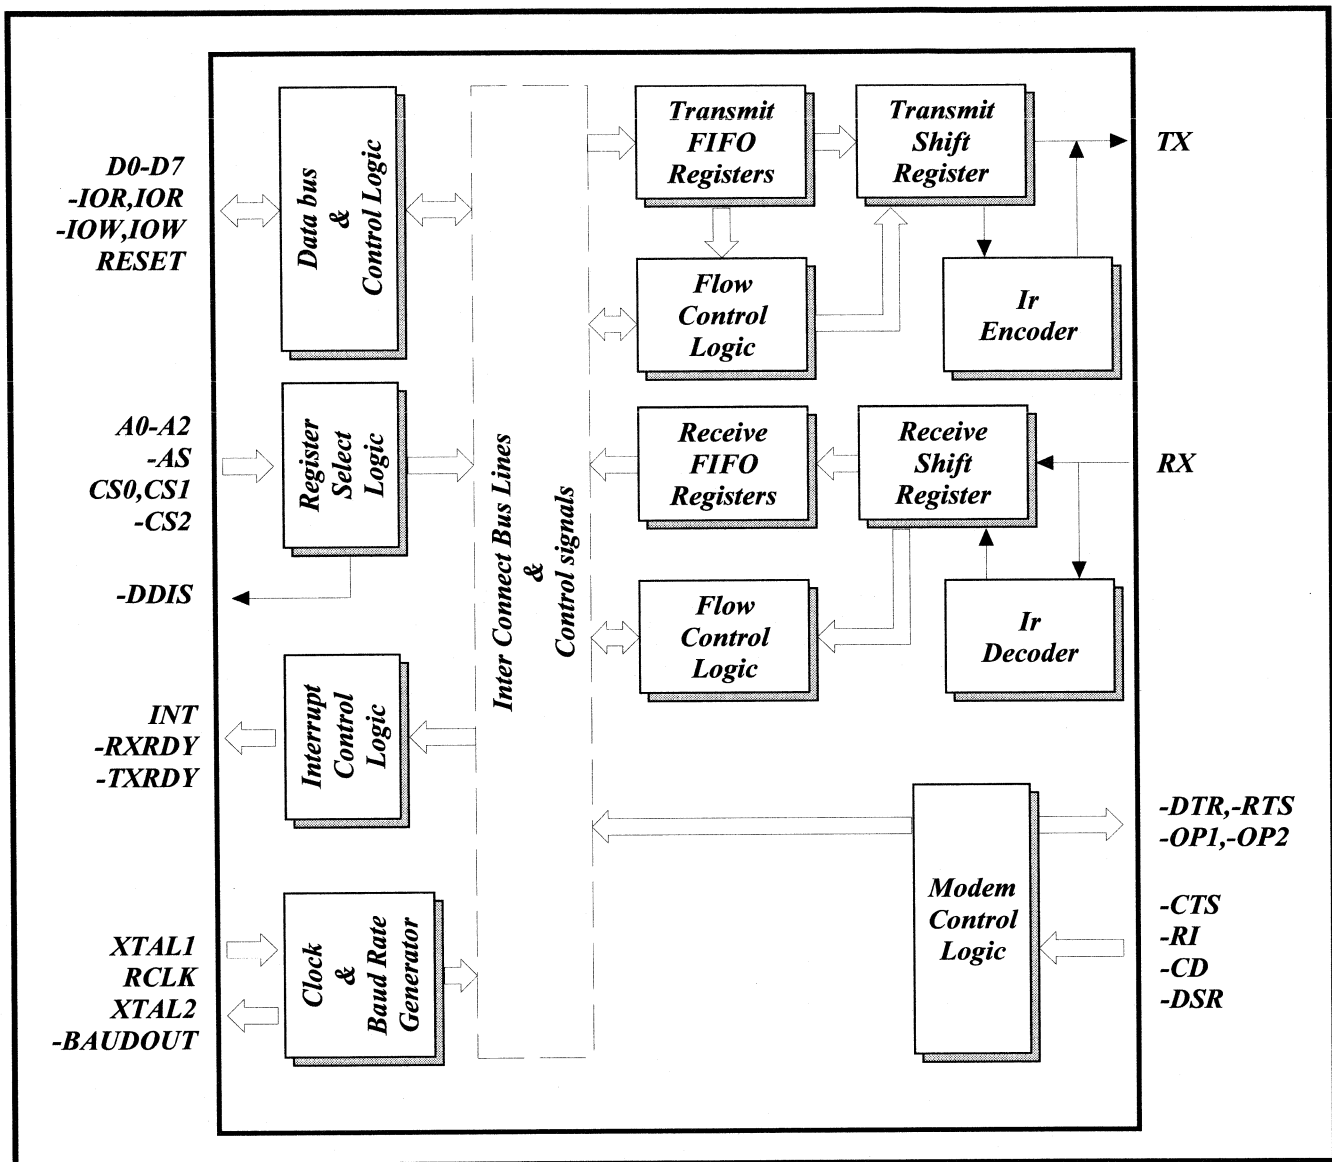 D0-D7
-IOR,IOR
-IOW,IOW
RESET
A0-A2
-AS
CS0,CS1
-CS2
-DDIS
INT
-RXRDY
-TXRDY
XTAL1
RCLK
XTAL2
-BAUDOUT
Data bus
&
Control Logic
Register
Select
Logic
Interrupt
Control
Logic
Clock
&
Baud Rate
Generator
Inter Connect Bus Lines
&
Control signals
Transmit
FIFO
Registers
Transmit
Shift
Register
Flow
Control
Logic
Ir
Encoder
Receive
FIFO
Registers
Receive
Shift
Register
Flow
Control
Logic
Ir
Decoder
Modem
Control
Logic
TX
RX
-DTR,-RTS
-OP1,-OP2
-CTS
-RI
-CD
-DSR